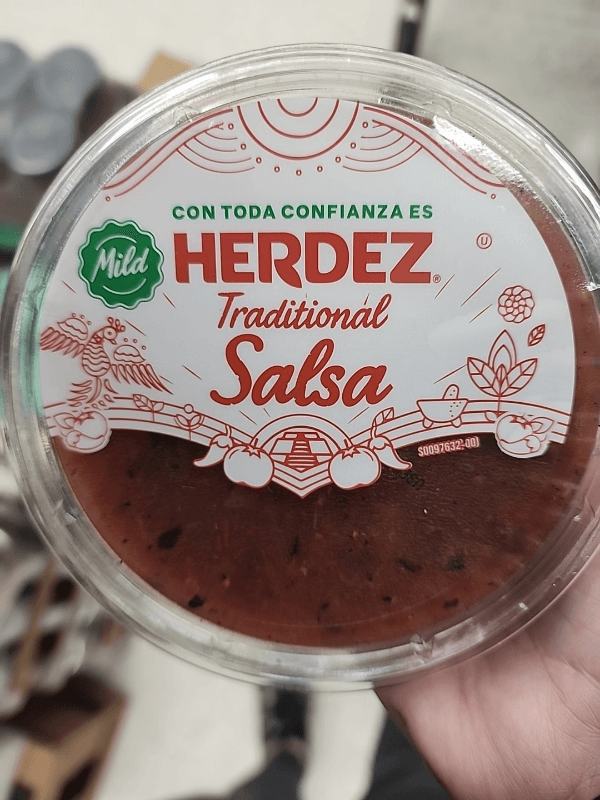 CON TODA CONFIANZA ES
Mild
HERDEZ®
U
Traditional
Salsa
S0097632-001